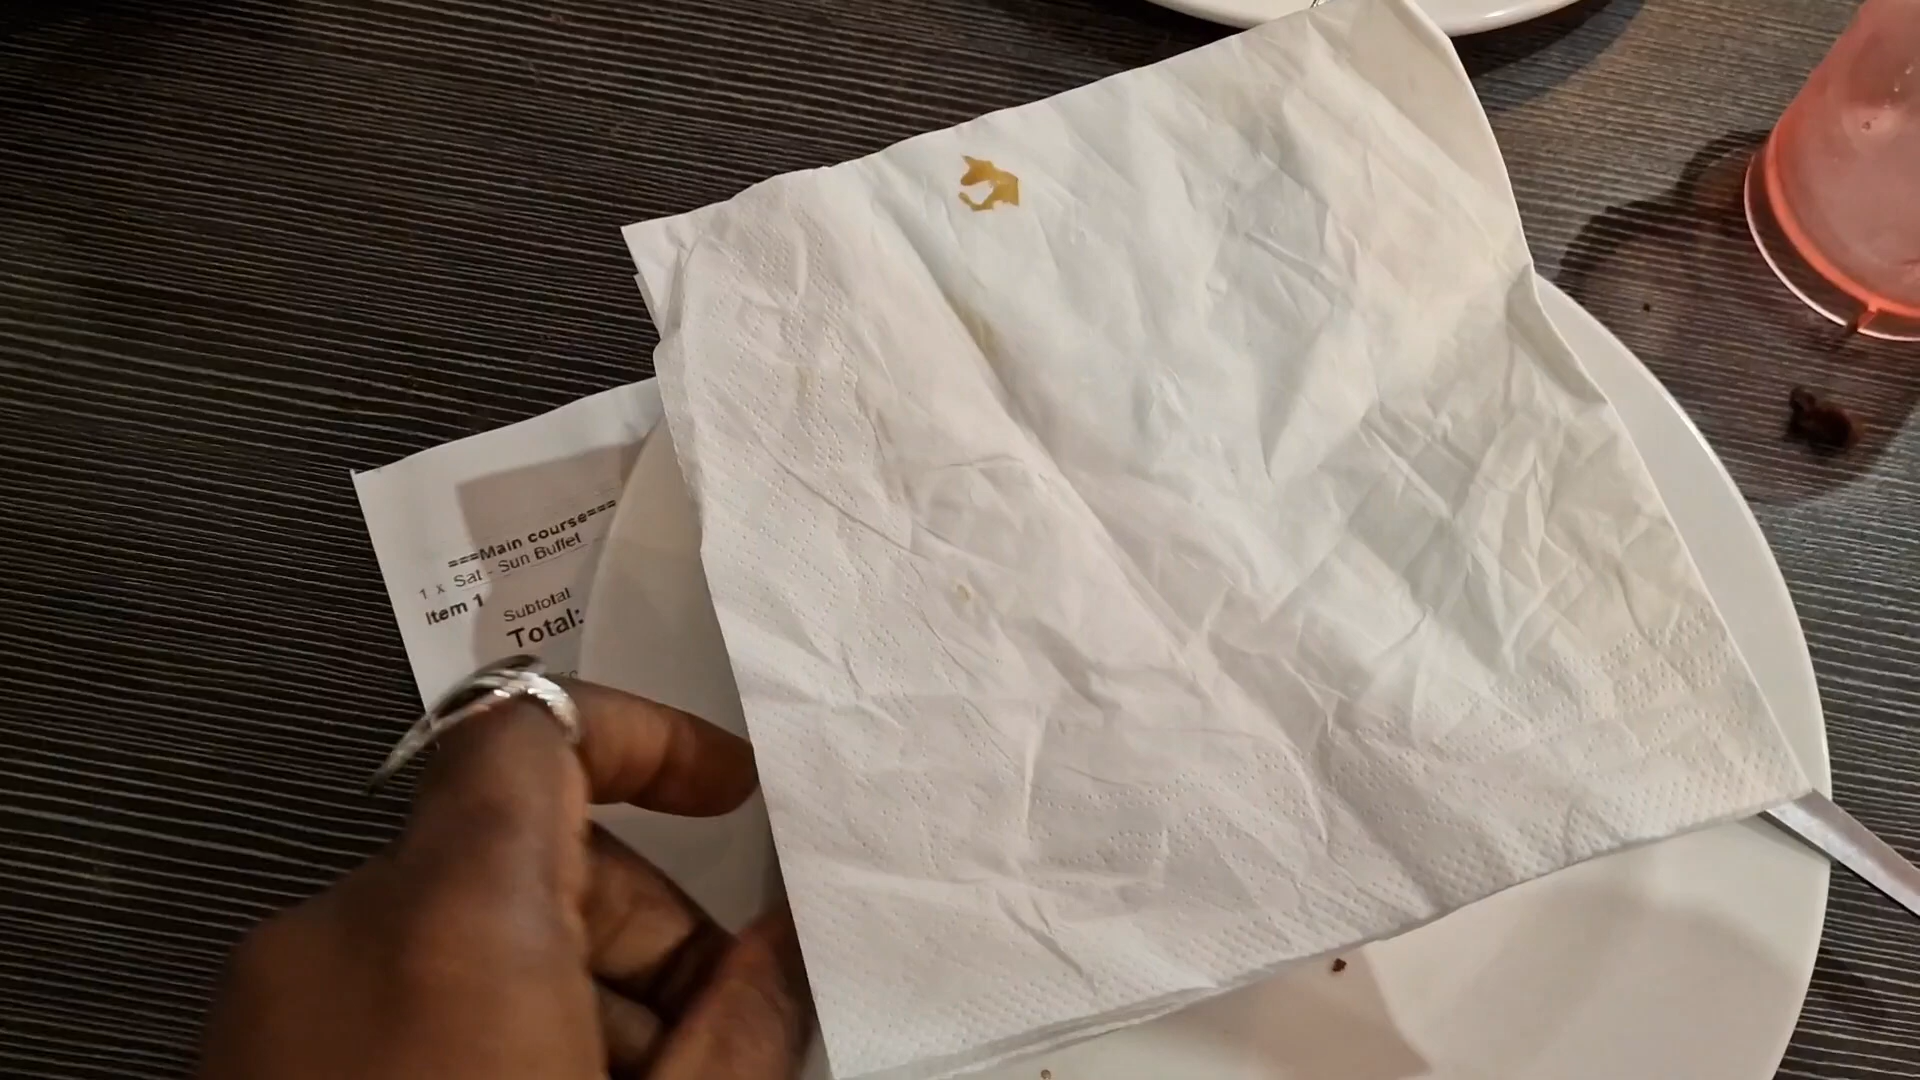 ===Main course===
1 x Sat - Sun Buffet
Item 1
Subtotal
Total: